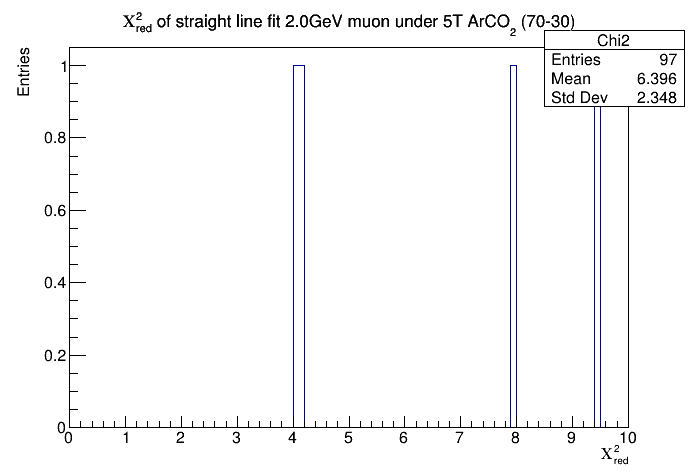 χ²red of straight line fit 2.0GeV muon under 5T ArCO₂ (70-30)
Chi2
Entries 97
Mean 6.396
Std Dev 2.348
Entries
1
0.8
0.6
0.4
0.2
0
0 1 2 3 4 5 6 7 8 9 10
χ²red